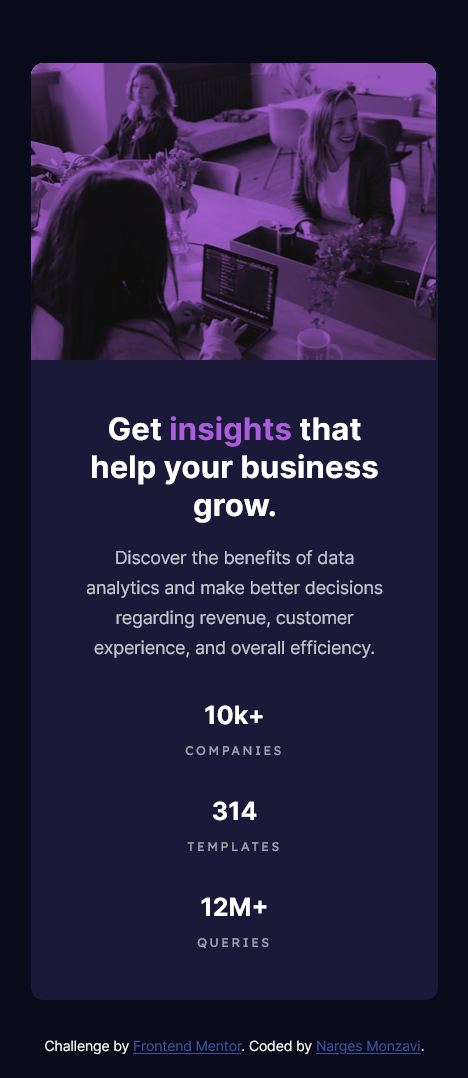 Get insights that
help your business
grow.
Discover the benefits of data
analytics and make better decisions
regarding revenue, customer
experience, and overall efficiency.
10k+
COMPANIES
314
TEMPLATES
12M+
QUERIES
Challenge by Frontend Mentor. Coded by Narges Monzavi.